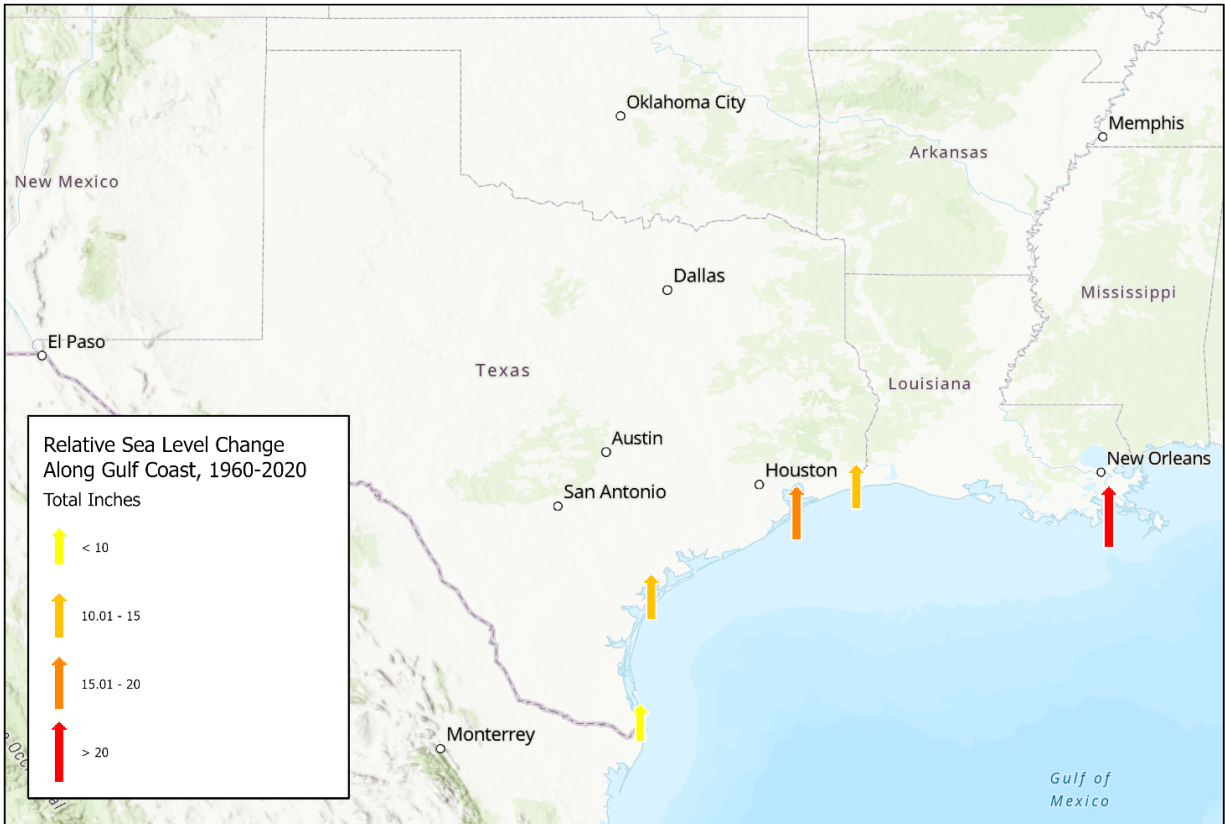 Oklahoma City
Memphis
Arkansas
New Mexico
Dallas
Mississippi
El Paso
Texas
Louisiana
Austin
Houston
New Orleans
San Antonio
Relative Sea Level Change
Along Gulf Coast, 1960-2020
Total Inches
< 10
10.01 - 15
15.01 - 20
> 20
Monterrey
Gulf of
Mexico